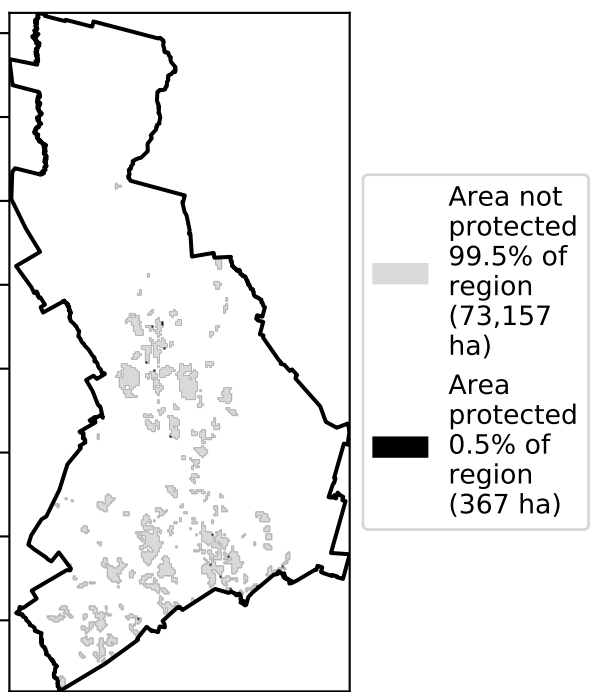 Area not
protected
99.5% of
region
(73,157
ha)
Area
protected
0.5% of
region
(367 ha)